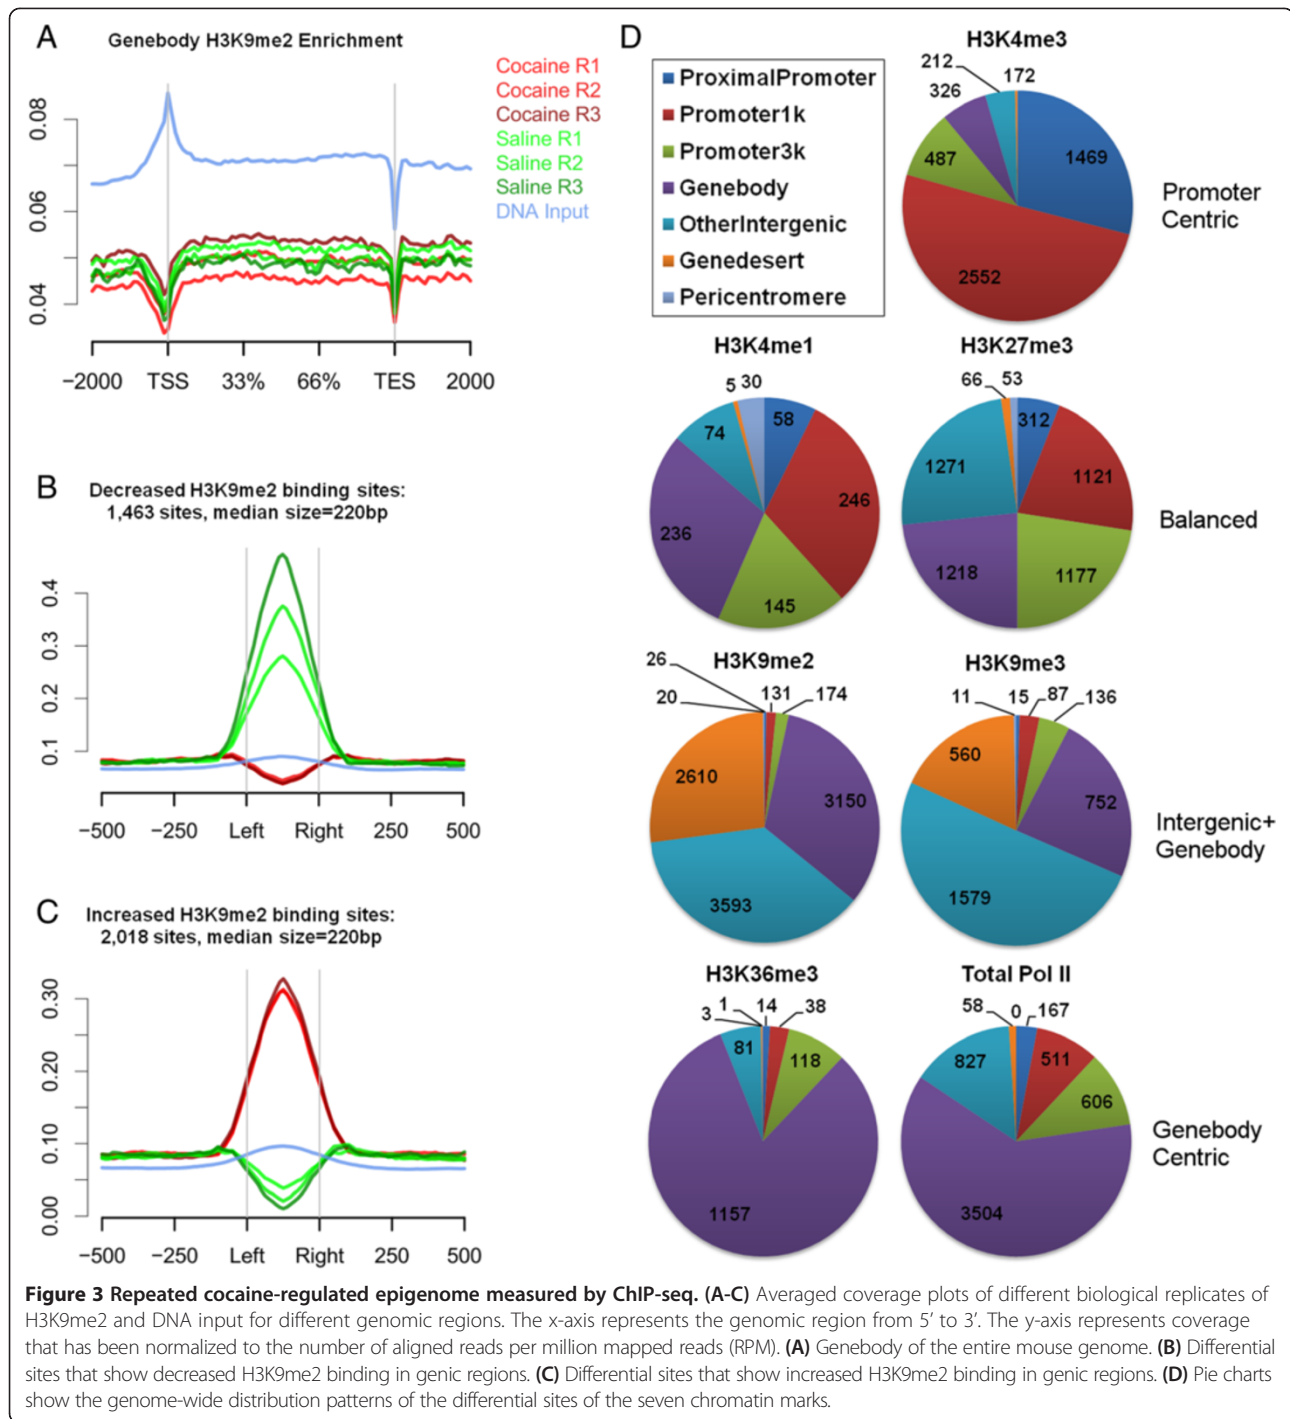 A
Genebody H3K9me2 Enrichment
Cocaine R1
Cocaine R2
Cocaine R3
Saline R1
Saline R2
Saline R3
DNA Input
0.08
0.06
0.04
−2000 TSS 33% 66% TES 2000
B
Decreased H3K9me2 binding sites:
1,463 sites, median size=220bp
0.4
0.3
0.2
0.1
−500 −250 Left Right 250 500
C
Increased H3K9me2 binding sites:
2,018 sites, median size=220bp
0.30
0.20
0.10
0.00
−500 −250 Left Right 250 500
D
ProximalPromoter
Promoter1k
Promoter3k
Genebody
OtherIntergenic
Genedesert
Pericentromere
H3K4me3
212 172
326
487 1469
2552
Promoter
Centric
H3K4me1
5 30
58
74
246
236
145
H3K27me3
66 53
312
1271 1121
1218 1177
Balanced
H3K9me2
26
20 131 174
2610
3150
3593
H3K9me3
11 15 87 136
560
752
1579
Intergenic+
Genebody
H3K36me3
3 1 14 38
81 118
1157
Total Pol II
58 0 167
827 511
606
3504
Genebody
Centric
Figure 3 Repeated cocaine-regulated epigenome measured by ChIP-seq. (A-C) Averaged coverage plots of different biological replicates of
H3K9me2 and DNA input for different genomic regions. The x-axis represents the genomic region from 5’ to 3’. The y-axis represents coverage
that has been normalized to the number of aligned reads per million mapped reads (RPM). (A) Genebody of the entire mouse genome. (B) Differential
sites that show decreased H3K9me2 binding in genic regions. (C) Differential sites that show increased H3K9me2 binding in genic regions. (D) Pie charts
show the genome-wide distribution patterns of the differential sites of the seven chromatin marks.